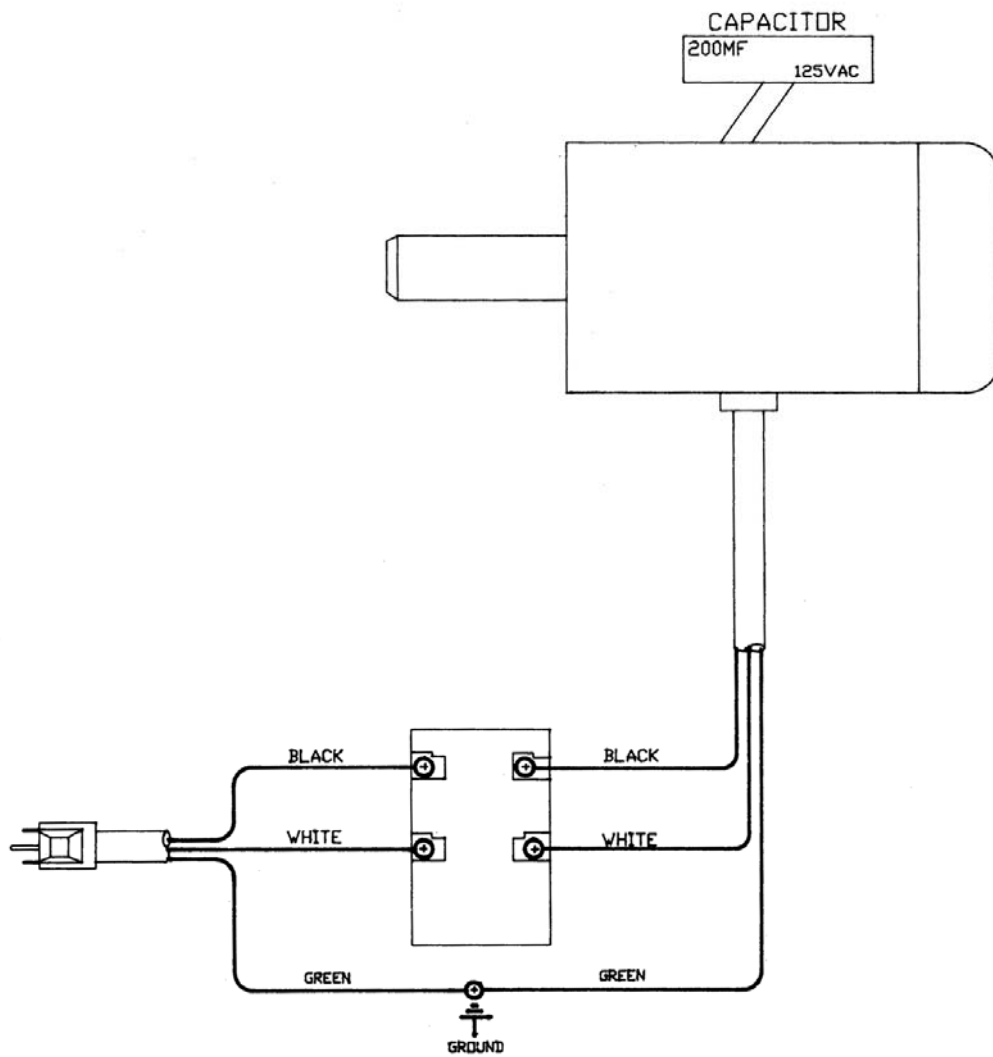 CAPACITOR
200MF
125VAC
BLACK
BLACK
WHITE
WHITE
GREEN
GREEN
GROUND